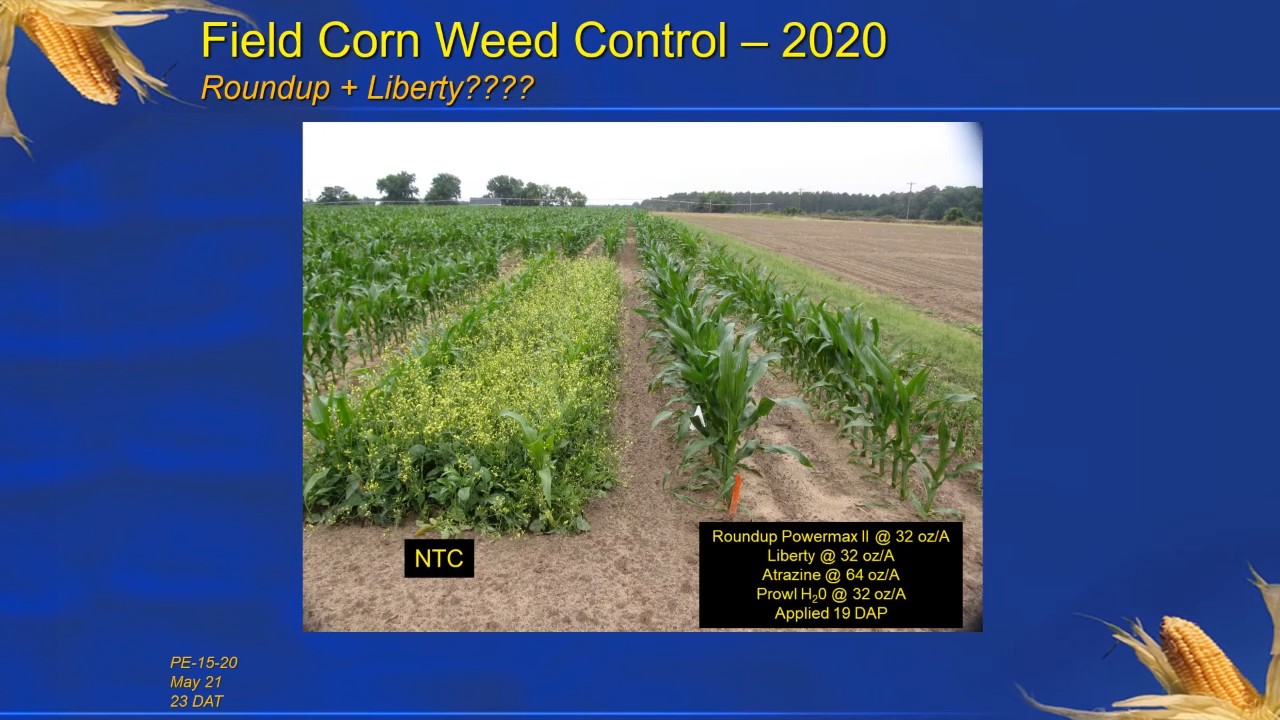 Field Corn Weed Control – 2020
Roundup + Liberty????
NTC
Roundup Powermax II @ 32 oz/A
Liberty @ 32 oz/A
Atrazine @ 64 oz/A
Prowl H₂0 @ 32 oz/A
Applied 19 DAP
PE-15-20
May 21
23 DAT